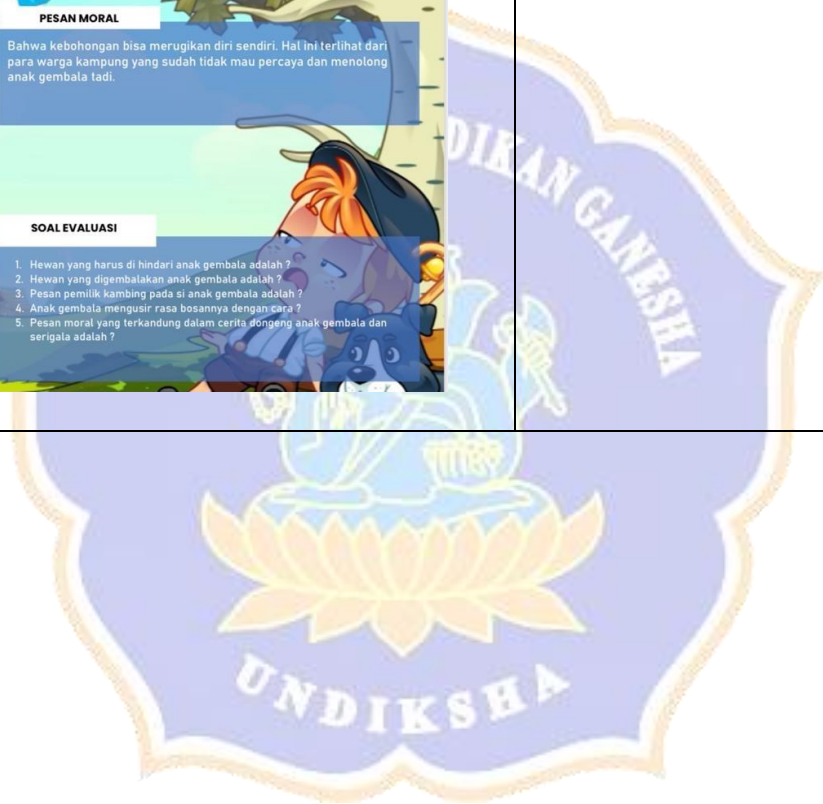 PESAN MORAL
Bahwa kebohongan bisa merugikan diri sendiri. Hal ini terlihat dari
para warga kampung yang sudah tidak mau percaya dan menolong
anak gembala tadi.
SOAL EVALUASI
1. Hewan yang harus di hindari anak gembala adalah ?
2. Hewan yang digembalakan anak gembala adalah ?
3. Pesan pemilik kambing pada si anak gembala adalah ?
4. Anak gembala mengusir rasa bosannya dengan cara ?
5. Pesan moral yang terkandung dalam cerita dongeng anak gembala dan
serigala adalah ?
DIKAN GANESHA
UNDIKSHA